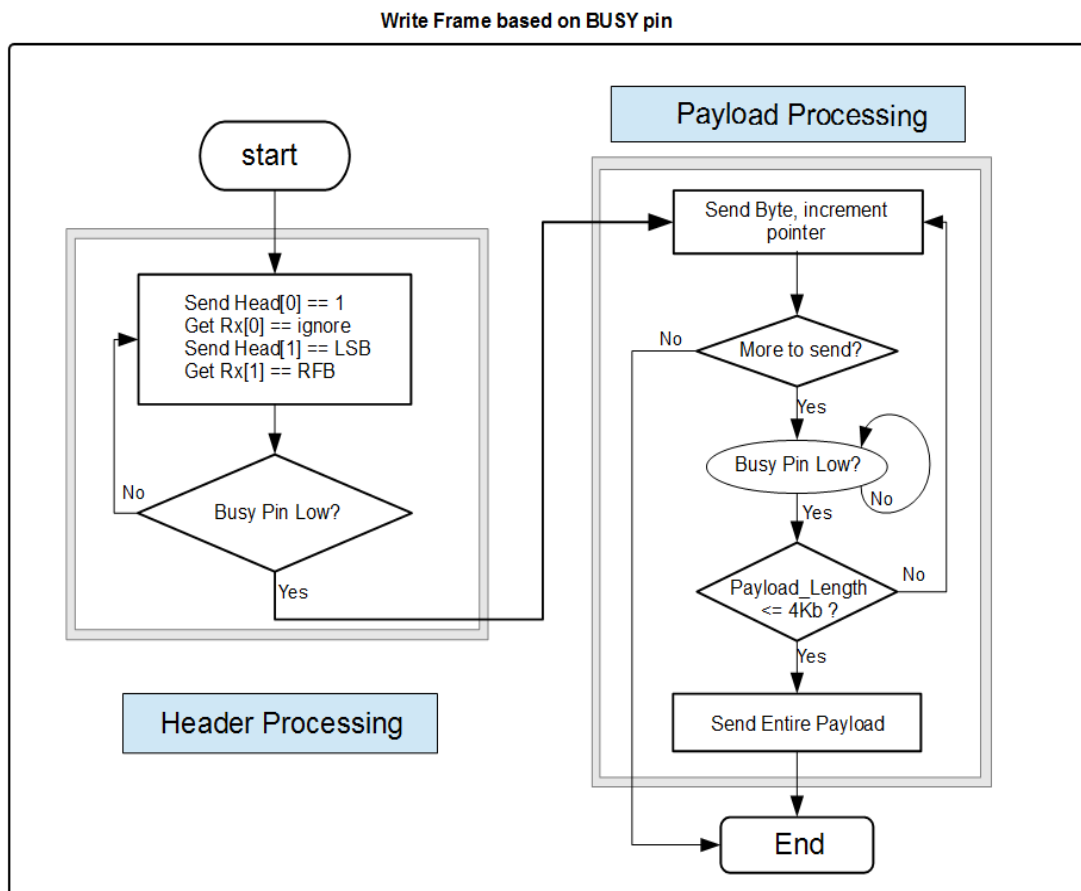 Write Frame based on BUSY pin
start
Send Head[0] == 1
Get Rx[0] == ignore
Send Head[1] == LSB
Get Rx[1] == RFB
Busy Pin Low?
No
Yes
Header Processing
Payload Processing
Send Byte, increment
pointer
More to send?
No
Yes
Busy Pin Low?
No
Yes
Payload_Length
<= 4Kb ?
No
Yes
Send Entire Payload
End